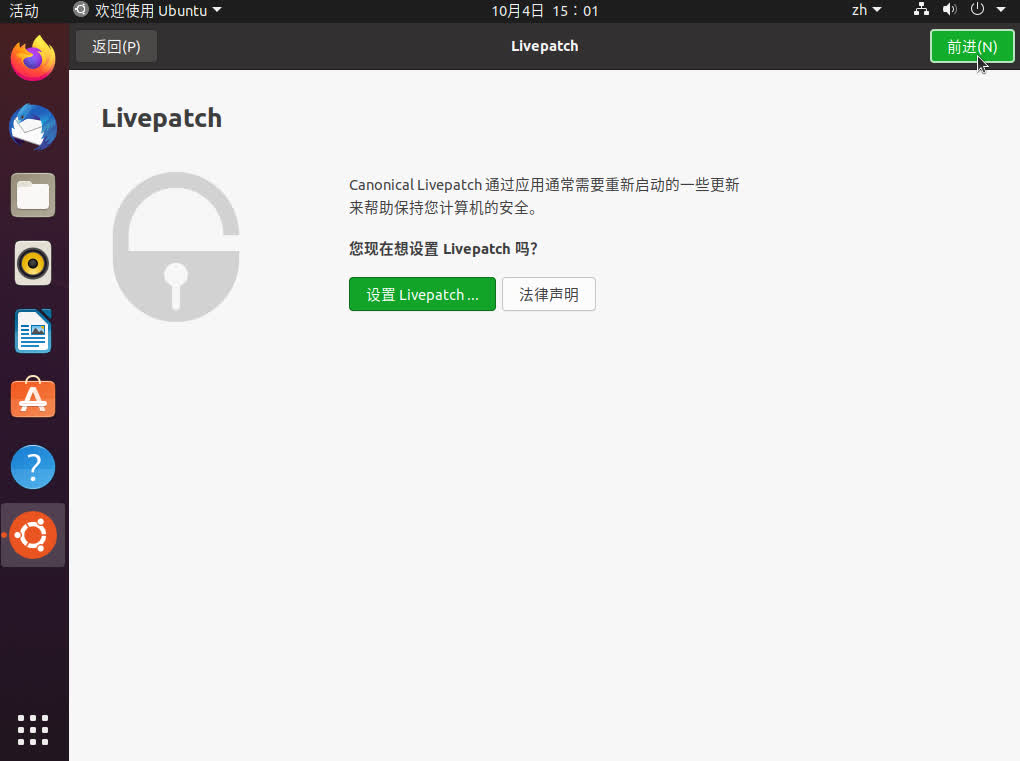 活动 欢迎使用 Ubuntu 10月4日 15：01 zh
返回(P) Livepatch 前进(N)
Livepatch
Canonical Livepatch 通过应用通常需要重新启动的一些更新
来帮助保持您计算机的安全。
您现在想设置 Livepatch 吗?
设置 Livepatch ... 法律声明